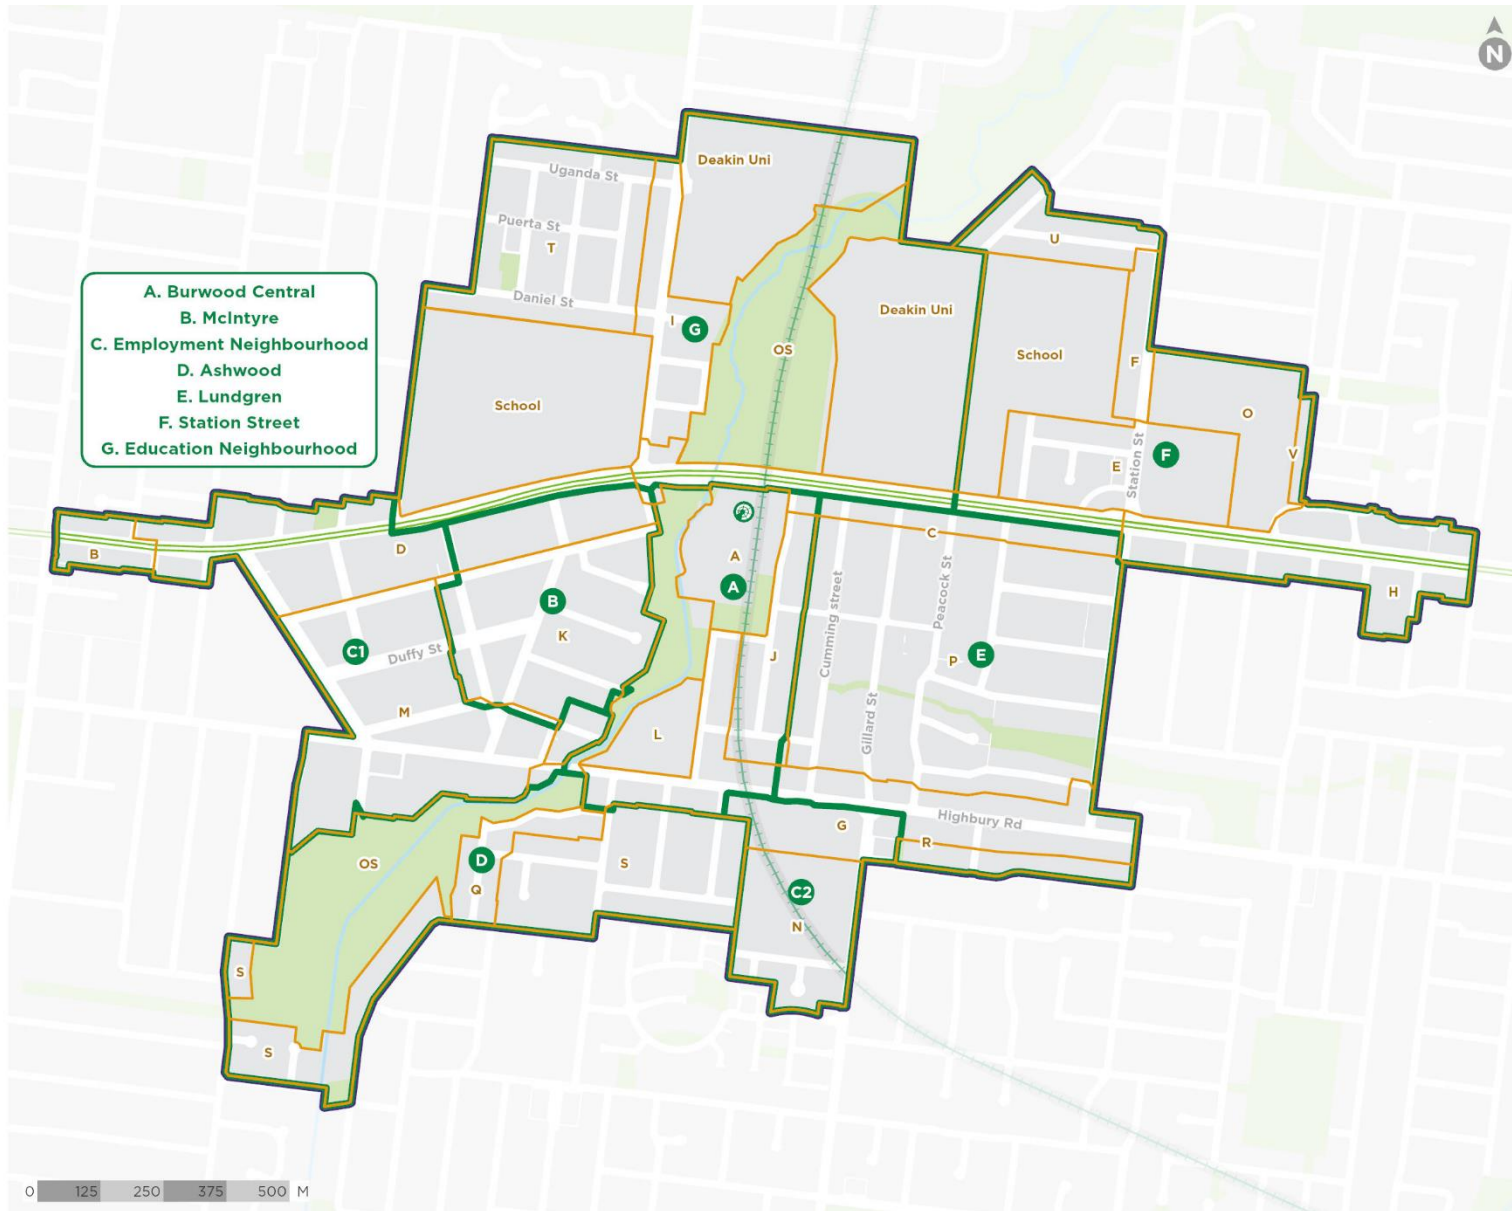 N
Deakin Uni
Uganda St
Puerta St
T
U
Daniel St
A. Burwood Central
B. McIntyre
C. Employment Neighbourhood
D. Ashwood
E. Lundgren
F. Station Street
G. Education Neighbourhood
I
G
Deakin Uni
OS
School
F
School
O
E
Station St
F
V
B
D
A
C
A
H
B
K
Cumming street
Peacock St
C1
Duffy St
J
P
E
M
L
Gillard St
G
Highbury Rd
R
OS
D
Q
S
C2
N
S
S
0 125 250 375 500 M